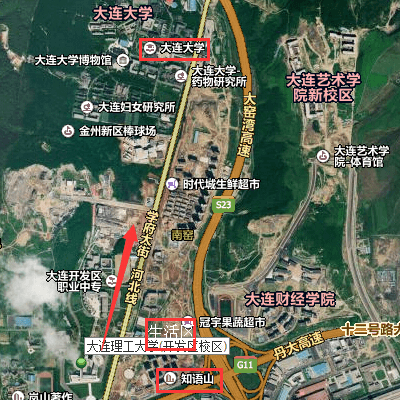 大连大学
大连大学
大连大学博物馆
大连大学
药物研究所
大连艺术学
院新校区
大窑湾高速
大连妇女研究所
金州新区棒球场
大连艺术学
院-体育馆
时代城生鲜超市
S23
学府大街
河北线
南窑
大连开发区
职业中专
大连财经学院
生活区
冠宇果蔬超市
十三号路
大连理工大学(开发区校区)
丹大高速
G11
知语山
岚山著作